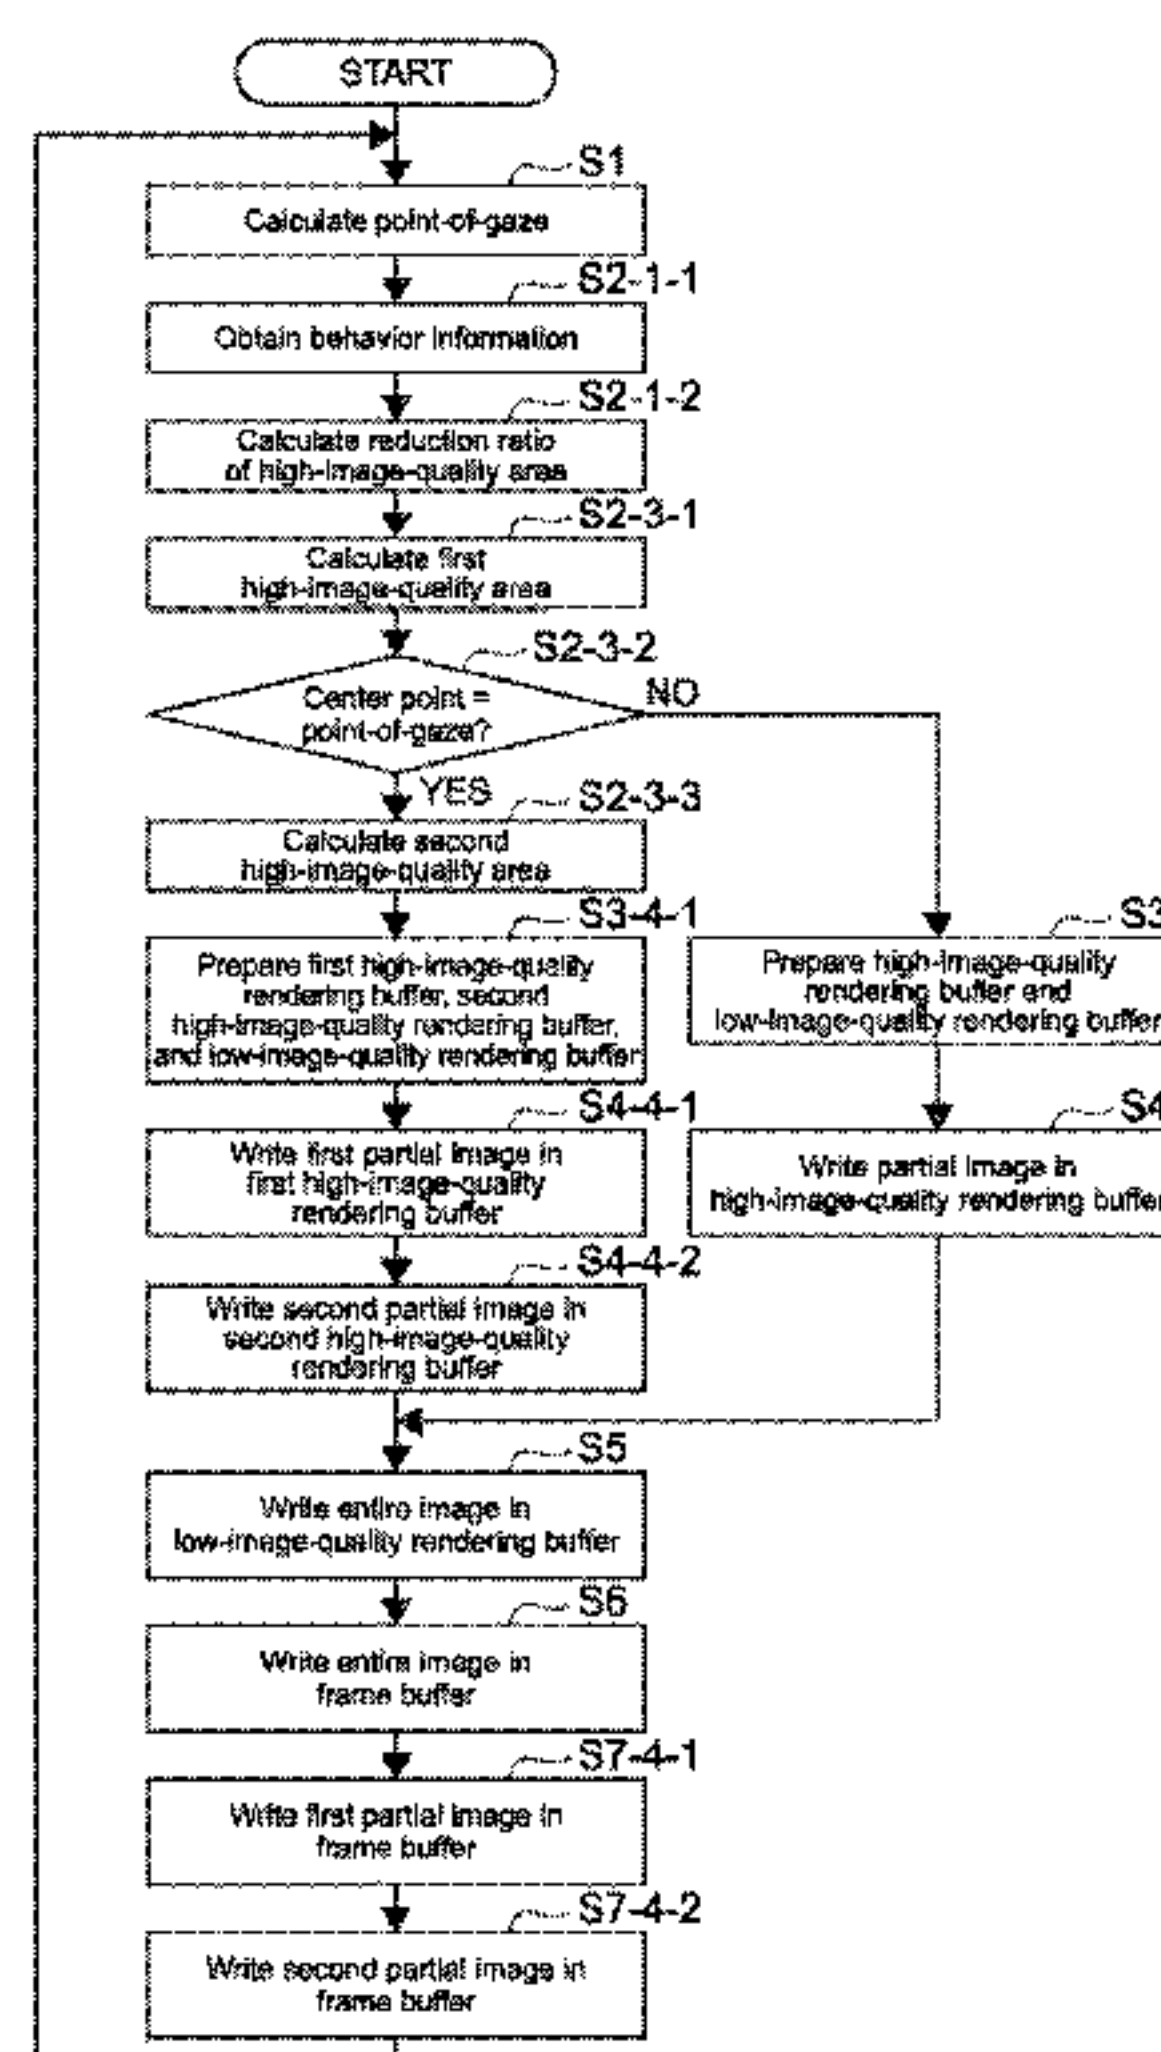 START
S1
Calculate point-of-gaze
S2-1-1
Obtain behavior information
S2-1-2
Calculate reduction ratio
of high-image-quality area
S2-3-1
Calculate first
high-image-quality area
S2-3-2
Center point =
point-of-gaze?
NO
YES
S2-3-3
Calculate second
high-image-quality area
S3-4-1
Prepare first high-image-quality
rendering buffer, second
high-image-quality rendering buffer,
and low-image-quality rendering buffer
S3
Prepare high-image-quality
rendering buffer and
low-image-quality rendering buffer
S4-4-1
Write first partial image in
first high-image-quality
rendering buffer
S4
Write partial image in
high-image-quality rendering buffer
S4-4-2
Write second partial image in
second high-image-quality
rendering buffer
S5
Write entire image in
low-image-quality rendering buffer
S6
Write entire image in
frame buffer
S7-4-1
Write first partial image in
frame buffer
S7-4-2
Write second partial image in
frame buffer